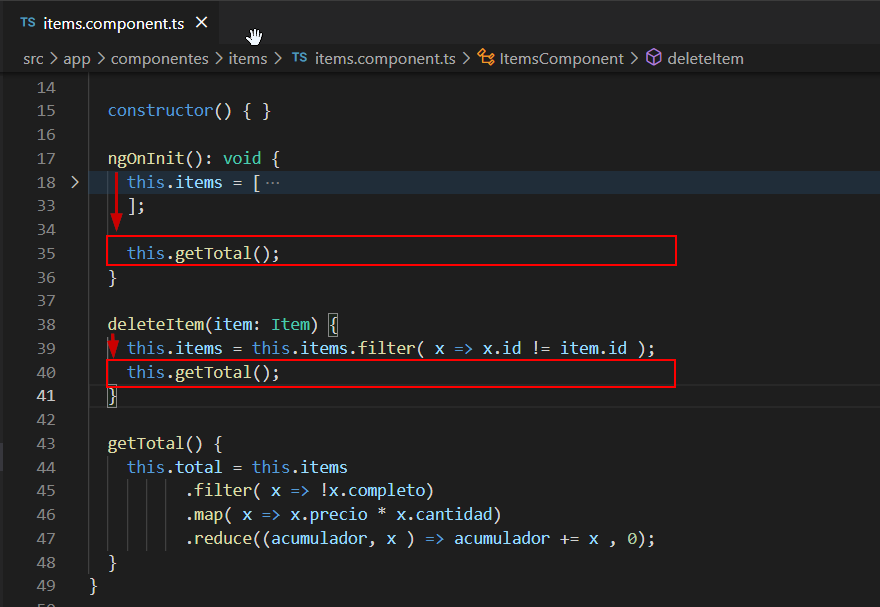 TS items.component.ts ×
src > app > componentes > items > TS items.component.ts > ItemsComponent > deleteItem
14
15 constructor() { }
16
17 ngOnInit(): void {
18 > this.items = [ ···
33 ];
34
35 this.getTotal();
36 }
37
38 deleteItem(item: Item) {
39 this.items = this.items.filter( x => x.id != item.id );
40 this.getTotal();
41 }
42
43 getTotal() {
44 this.total = this.items
45 .filter( x => !x.completo)
46 .map( x => x.precio * x.cantidad)
47 .reduce((acumulador, x ) => acumulador += x , 0);
48 }
49 }
50